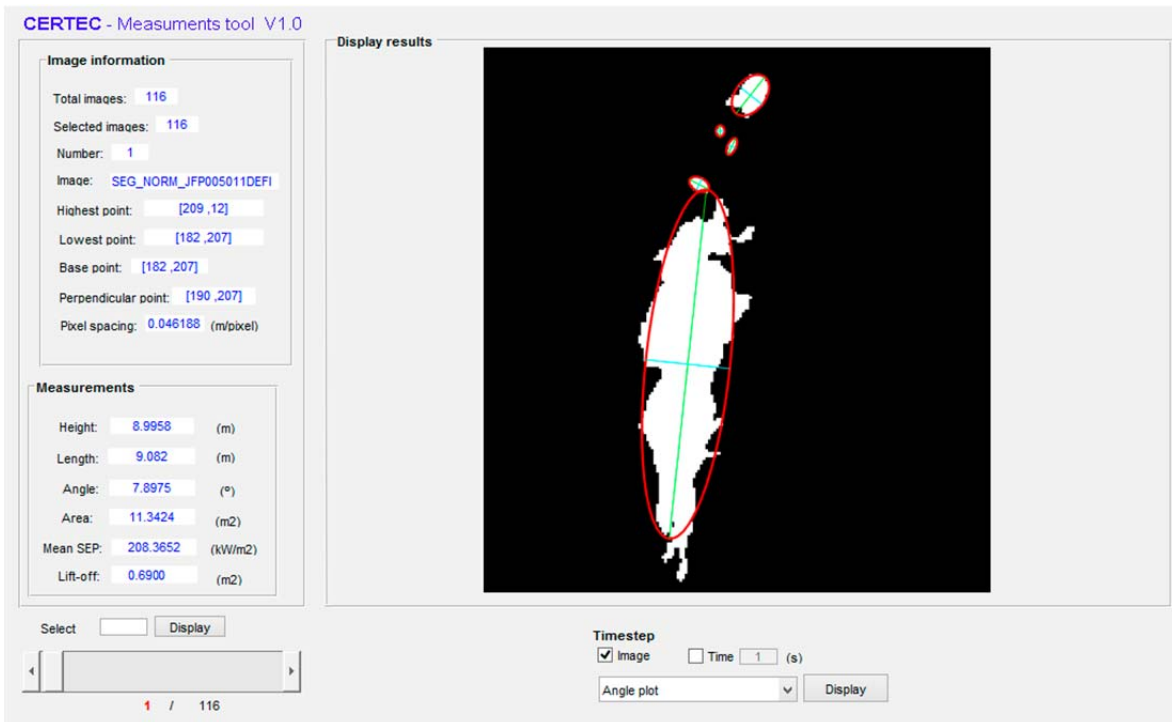 CERTEC - Measuments tool V1.0
Image information
Total images: 116
Selected images: 116
Number: 1
Image: SEG_NORM_JFP005011DEFI
Highest point: [209 ,12]
Lowest point: [182 ,207]
Base point: [182 ,207]
Perpendicular point: [190 ,207]
Pixel spacing: 0.046188 (m/pixel)
Measurements
Height: 8.9958 (m)
Length: 9.082 (m)
Angle: 7.8975 (º)
Area: 11.3424 (m2)
Mean SEP: 208.3652 (kW/m2)
Lift-off: 0.6900 (m2)
Select Display
1 / 116
Display results
Timestep
Image Time 1 (s)
Angle plot Display